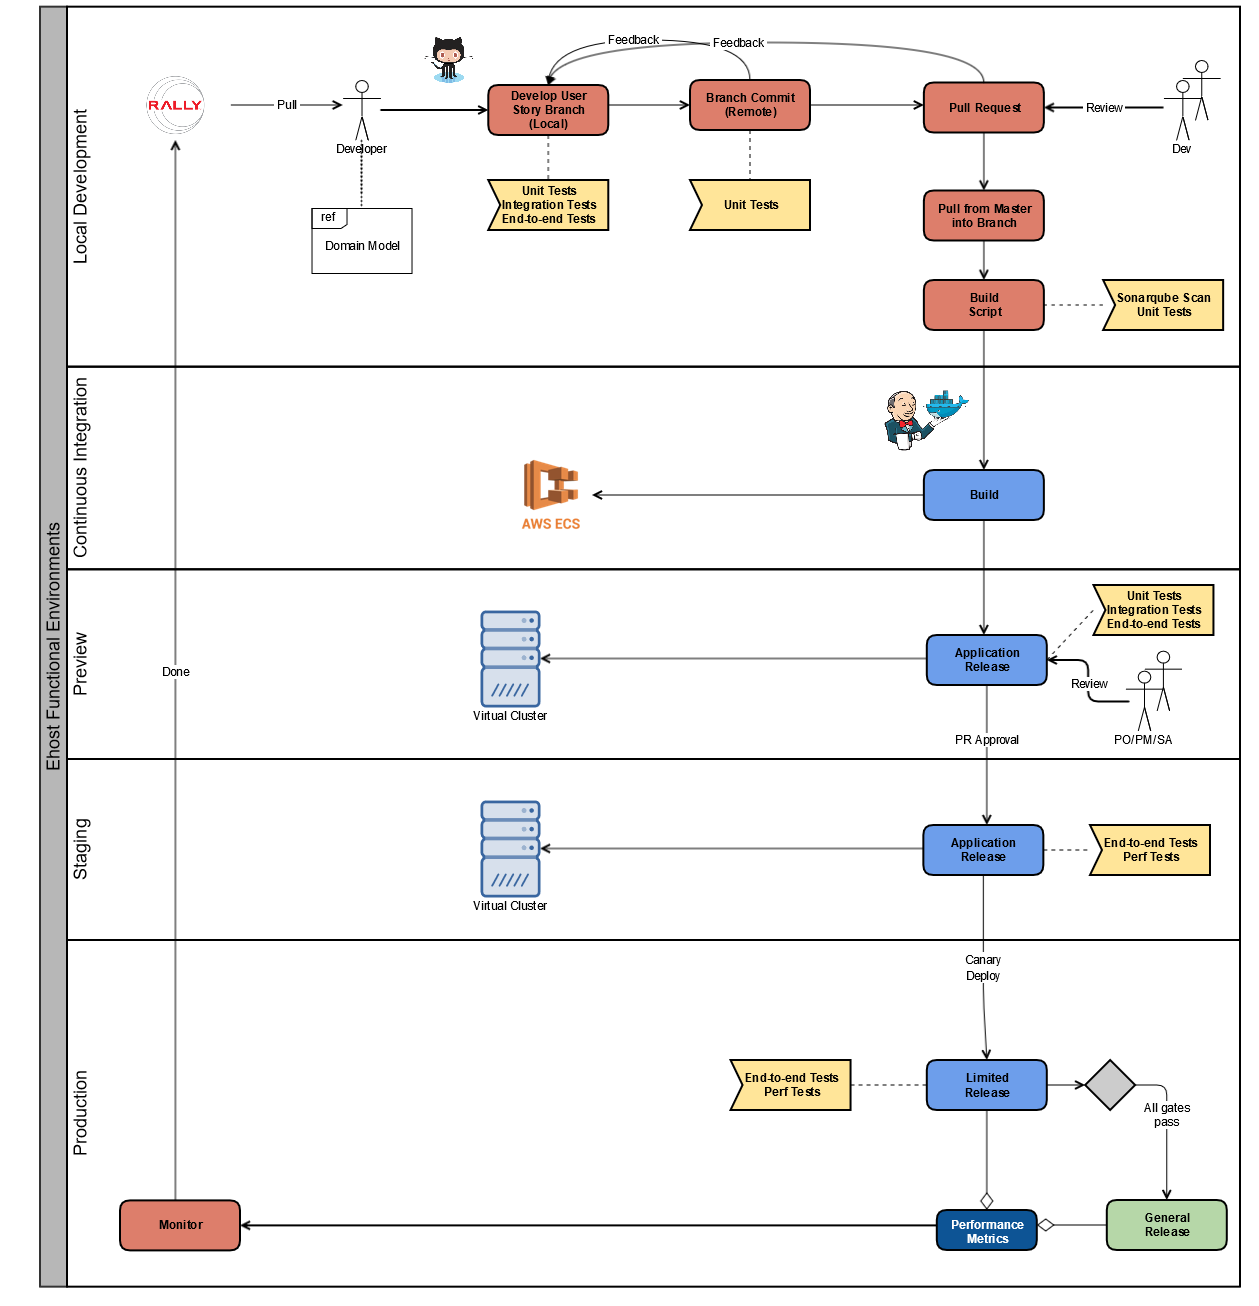 Ehost Functional Environments
Local Development
RALLY
Pull
Developer
ref
Domain Model
Develop User
Story Branch
(Local)
Feedback
Feedback
Branch Commit
(Remote)
Pull Request
Review
Dev
Unit Tests
Integration Tests
End-to-end Tests
Unit Tests
Pull from Master
into Branch
Build
Script
Sonarqube Scan
Unit Tests
Continuous Integration
AWS ECS
Build
Preview
Done
Virtual Cluster
Application
Release
Unit Tests
Integration Tests
End-to-end Tests
Review
PO/PM/SA
PR Approval
Staging
Virtual Cluster
Application
Release
End-to-end Tests
Perf Tests
Production
Canary
Deploy
End-to-end Tests
Perf Tests
Limited
Release
All gates
pass
Monitor
Performance
Metrics
General
Release